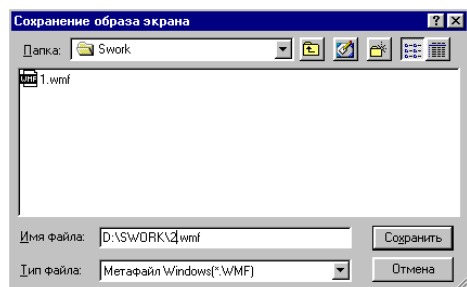 Сохранение образа экрана
Папка: Swork
1.wmf
Имя файла: D:\SWORK\2.wmf Сохранить
Тип файла: Метафайл Windows(*.WMF) Отмена